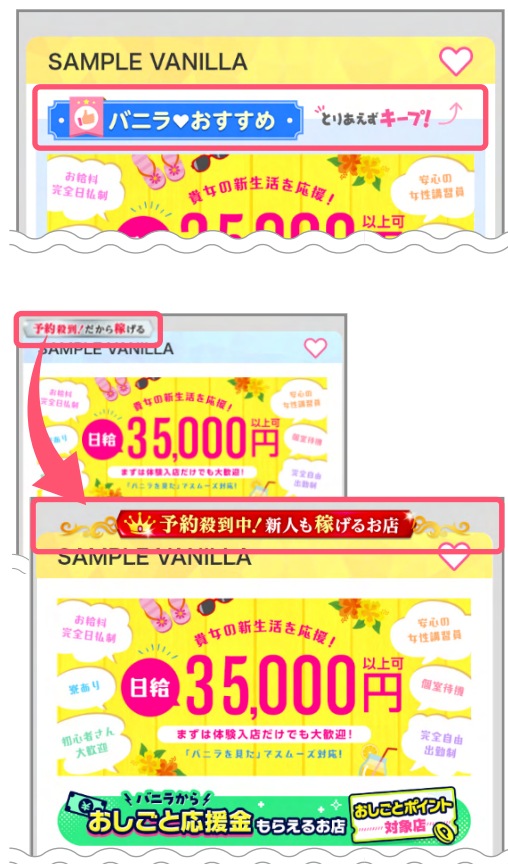 SAMPLE VANILLA
バニラ♥おすすめ
とりあえずキープ!
お給料
完全日払制
貴女の新生活を応援!
安心の
女性講習員
35,000
以上可
予約殺到!だから稼げる
SAMPLE VANILLA
お給料
完全日払制
貴女の新生活を応援!
安心の
女性講習員
寮あり
日給
35,000円
以上可
個室待機
まずは体験入店だけでも大歓迎!
「バニラを見た」でスムーズ対応!
完全自由
出勤制
予約殺到中!新人も稼げるお店
SAMPLE VANILLA
お給料
完全日払制
貴女の新生活を応援!
安心の
女性講習員
寮あり
日給
35,000円
以上可
個室待機
初心者さん
大歓迎
まずは体験入店だけでも大歓迎!
「バニラを見た」でスムーズ対応!
完全自由
出勤制
バニラから
おしごと応援金もらえるお店
おしごとポイント
対象店